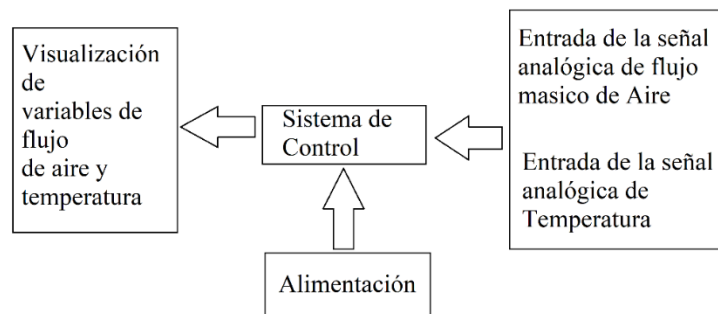 Visualización
de
variables de
flujo
de aire y
temperatura
Sistema de
Control
Entrada de la señal
analógica de flujo
masico de Aire
Entrada de la señal
analógica de
Temperatura
Alimentación